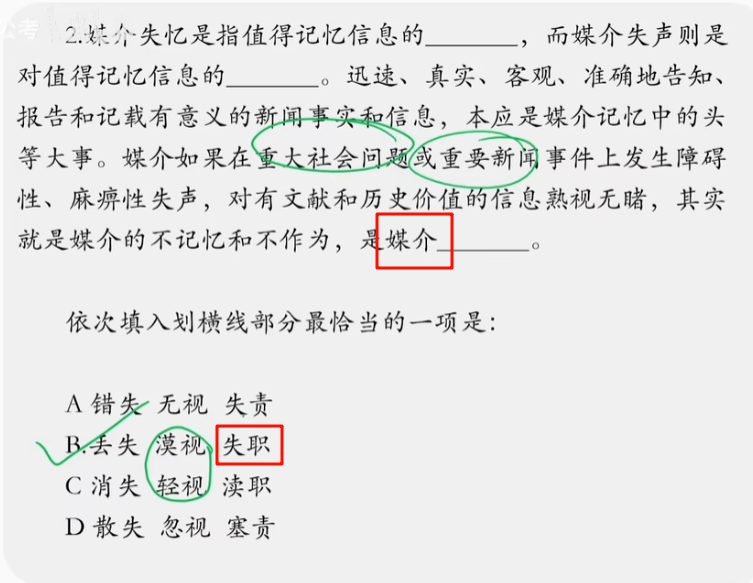 公考
2.媒介失忆是指值得记忆信息的_______，而媒介失声则是
对值得记忆信息的_______。迅速、真实、客观、准确地告知、
报告和记载有意义的新闻事实和信息，本应是媒介记忆中的头
等大事。媒介如果在重大社会问题或重要新闻事件上发生障碍
性、麻痹性失声，对有文献和历史价值的信息熟视无睹，其实
就是媒介的不记忆和不作为，是媒介_______。
依次填入划横线部分最恰当的一项是：
A 错失 无视 失责
B.丢失 漠视 失职
C 消失 轻视 渎职
D 散失 忽视 塞责